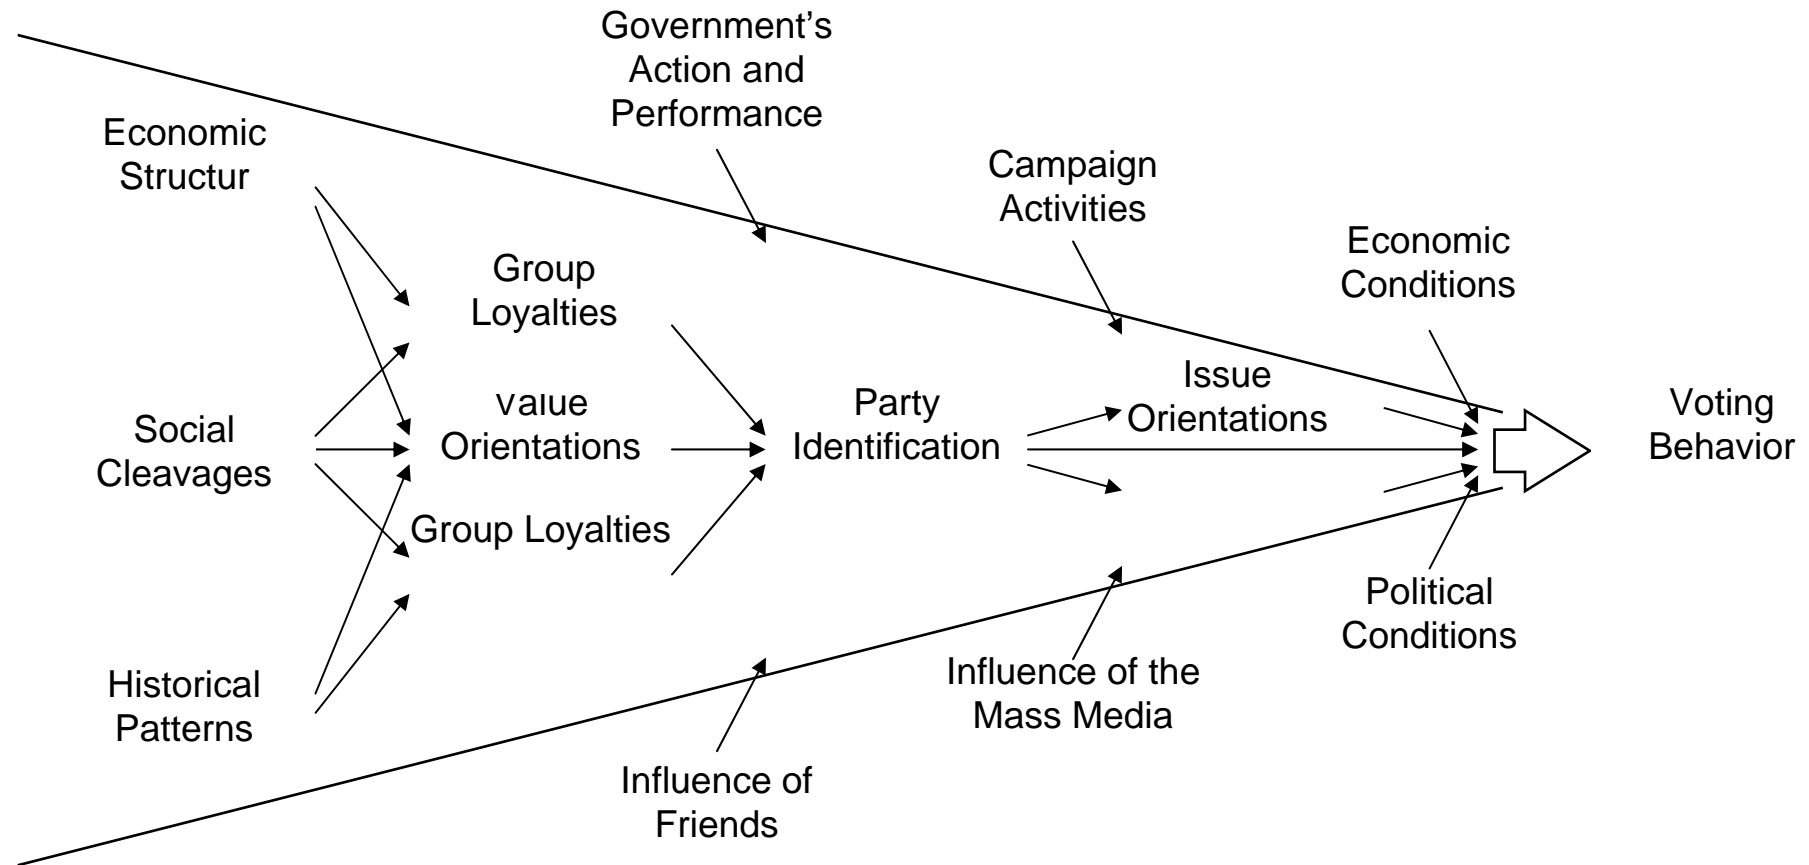 Government’s
Action and
Performance
Economic
Structur
Campaign
Activities
Economic
Conditions
Group
Loyalties
Issue
Orientations
Value
Orientations
Party
Identification
Voting
Behavior
Social
Cleavages
Group Loyalties
Political
Conditions
Influence of the
Mass Media
Historical
Patterns
Influence of
Friends